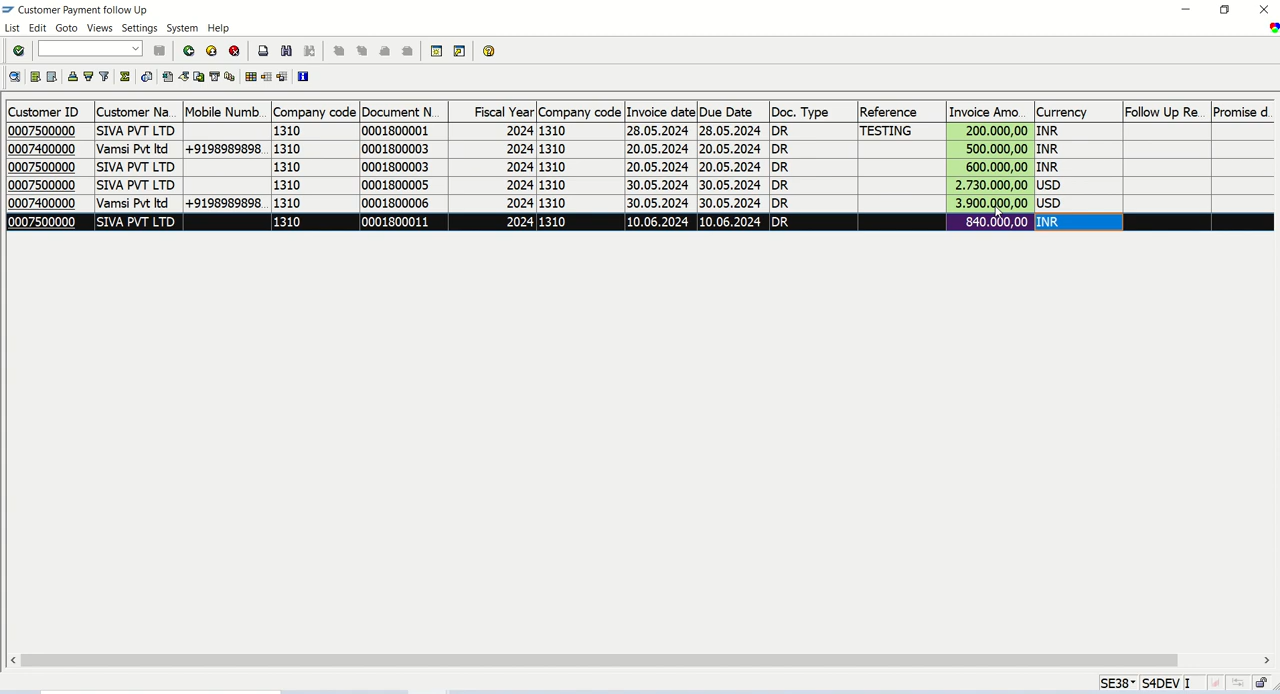 Customer Payment follow Up
List Edit Goto Views Settings System Help
Customer ID Customer Na... Mobile Numb... Company code Document N... Fiscal Year Company code Invoice date Due Date Doc. Type Reference Invoice Amo... Currency Follow Up Re... Promise d...
0007500000 SIVA PVT LTD 1310 0001800001 2024 1310 28.05.2024 28.05.2024 DR TESTING 200.000,00 INR
0007400000 Vamsi Pvt ltd +9198989898... 1310 0001800003 2024 1310 20.05.2024 20.05.2024 DR 500.000,00 INR
0007500000 SIVA PVT LTD 1310 0001800003 2024 1310 20.05.2024 20.05.2024 DR 600.000,00 INR
0007500000 SIVA PVT LTD 1310 0001800005 2024 1310 30.05.2024 30.05.2024 DR 2.730.000,00 USD
0007400000 Vamsi Pvt ltd +9198989898... 1310 0001800006 2024 1310 30.05.2024 30.05.2024 DR 3.900.000,00 USD
0007500000 SIVA PVT LTD 1310 0001800011 2024 1310 10.06.2024 10.06.2024 DR 840.000,00 INR
SE38 S4DEV I